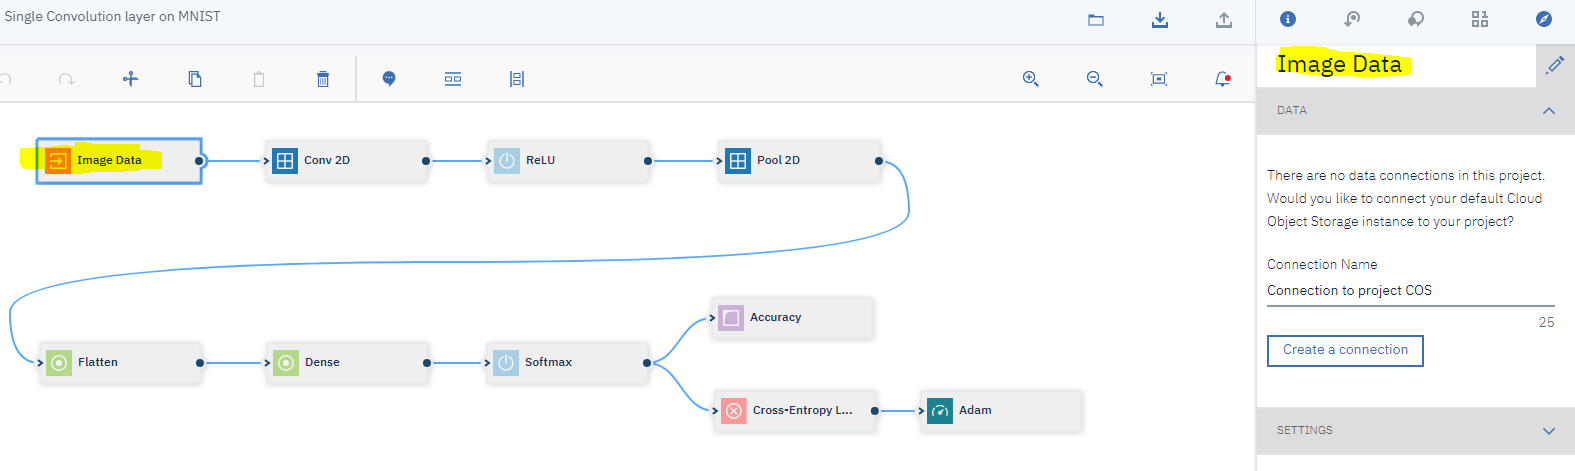 Single Convolution layer on MNIST
Image Data
Conv 2D
ReLU
Pool 2D
Flatten
Dense
Softmax
Accuracy
Cross-Entropy L...
Adam
Image Data
DATA
There are no data connections in this project.
Would you like to connect your default Cloud
Object Storage instance to your project?
Connection Name
Connection to project COS
25
Create a connection
SETTINGS